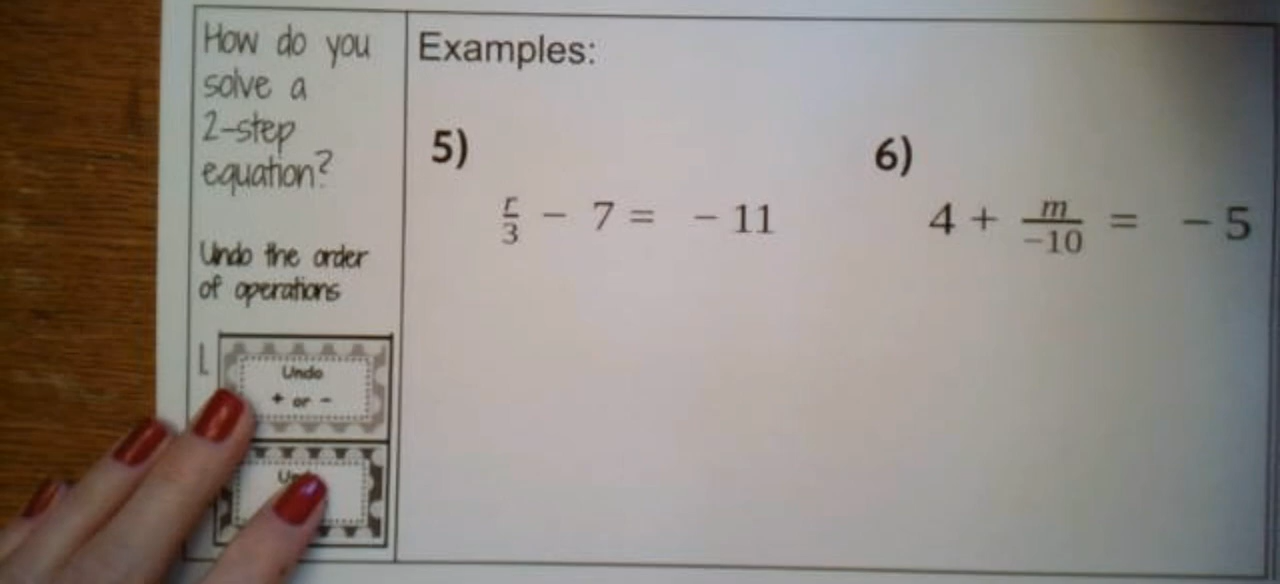 How do you
solve a
2-step
equation?
Undo the order
of operations
1.
Undo
+ or -
Examples:
5)
r/3 - 7 = - 11
6)
4 + m/-10 = - 5